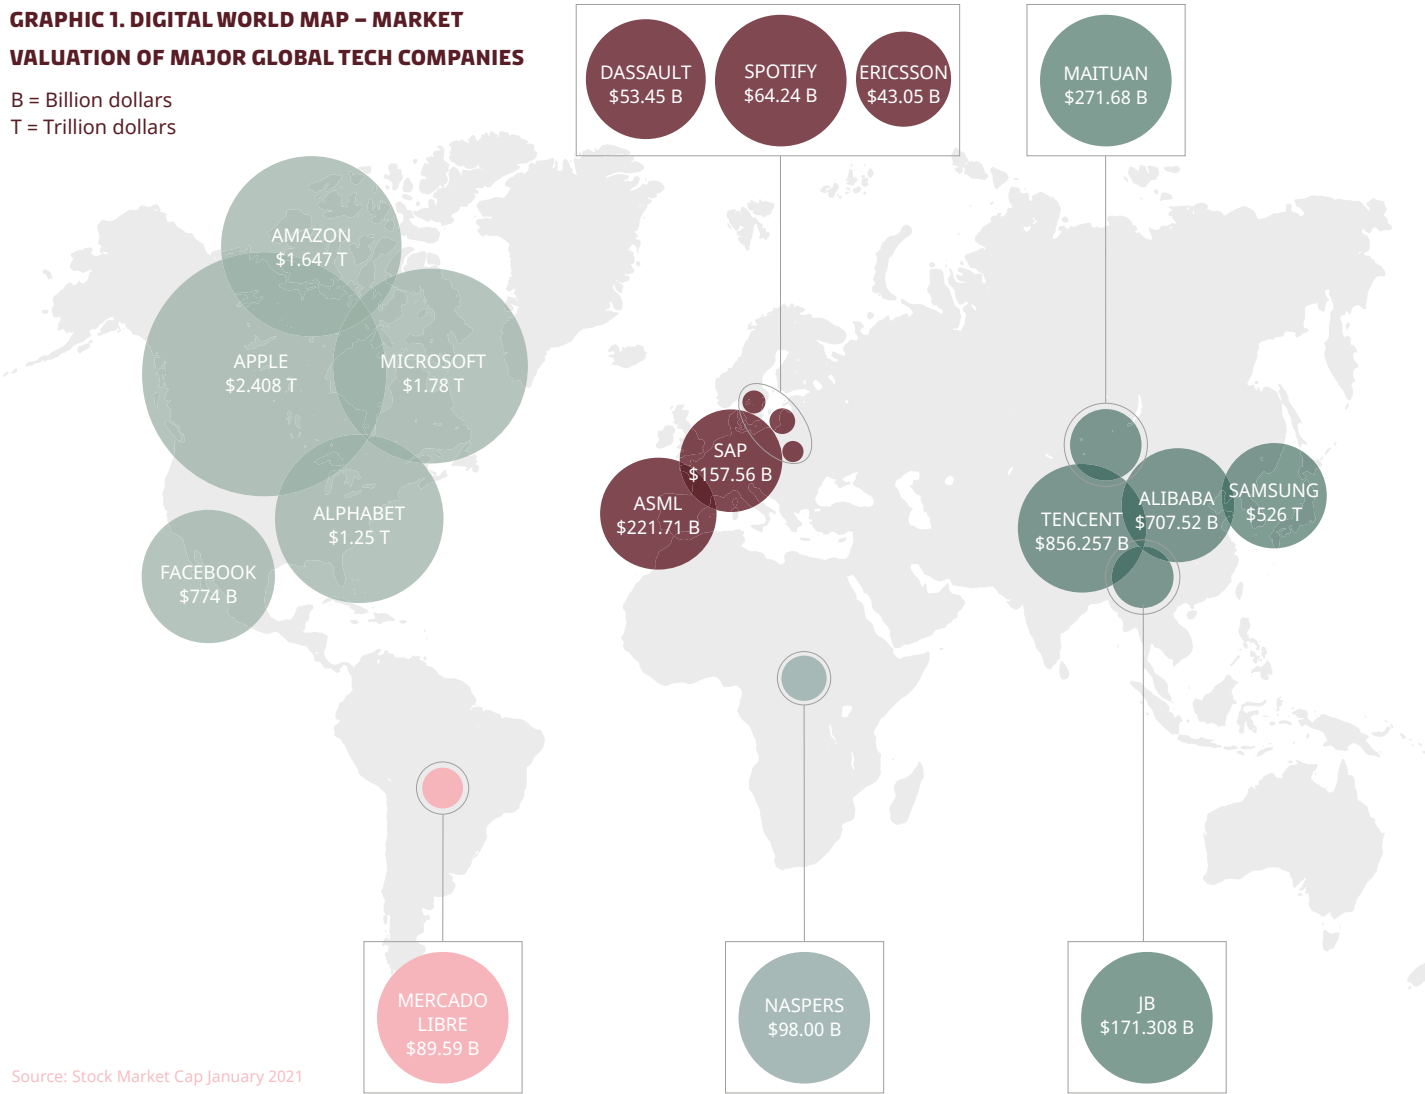 GRAPHIC 1. DIGITAL WORLD MAP – MARKET
VALUATION OF MAJOR GLOBAL TECH COMPANIES
B = Billion dollars
T = Trillion dollars
DASSAULT
$53.45 B
SPOTIFY
$64.24 B
ERICSSON
$43.05 B
MAITUAN
$271.68 B
AMAZON
$1.647 T
APPLE
$2.408 T
MICROSOFT
$1.78 T
ALPHABET
$1.25 T
FACEBOOK
$774 B
SAP
$157.56 B
ASML
$221.71 B
TENCENT
$856.257 B
ALIBABA
$707.52 B
SAMSUNG
$526 T
MERCADO
LIBRE
$89.59 B
NASPERS
$98.00 B
JB
$171.308 B
Source: Stock Market Cap January 2021